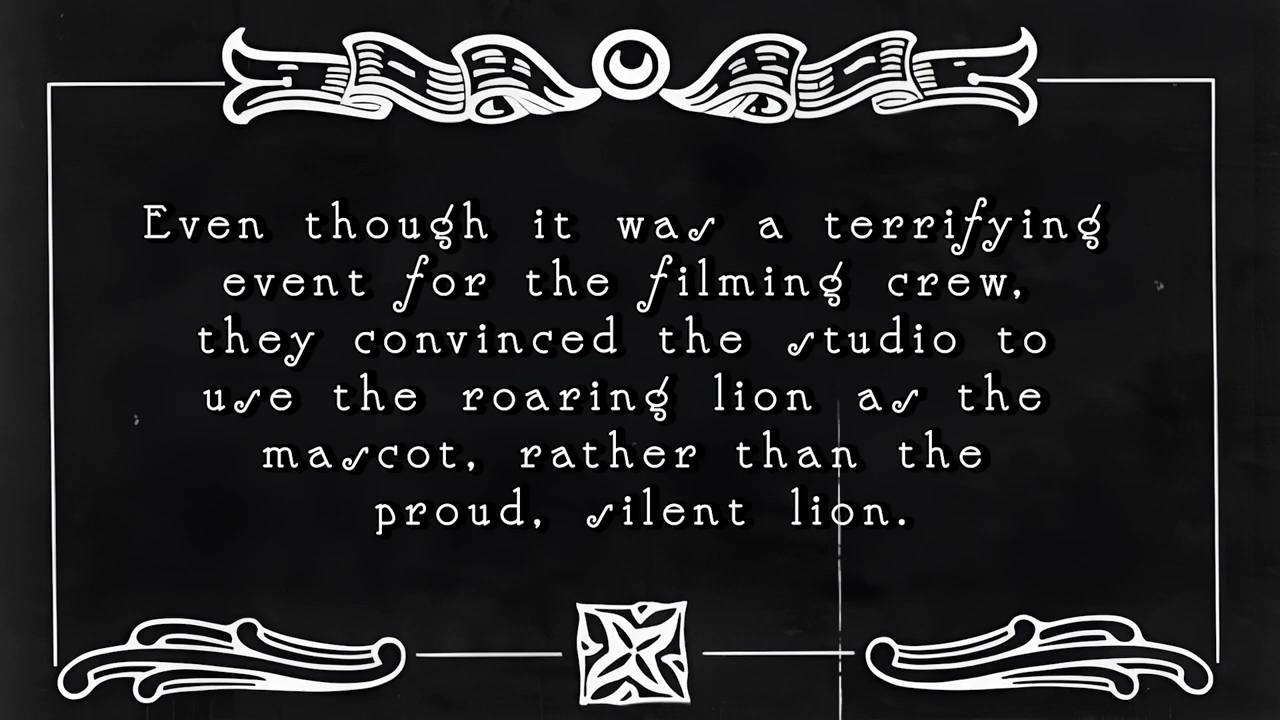 Even though it was a terrifying
event for the filming crew,
they convinced the studio to
use the roaring lion as the
mascot, rather than the
proud, silent lion.